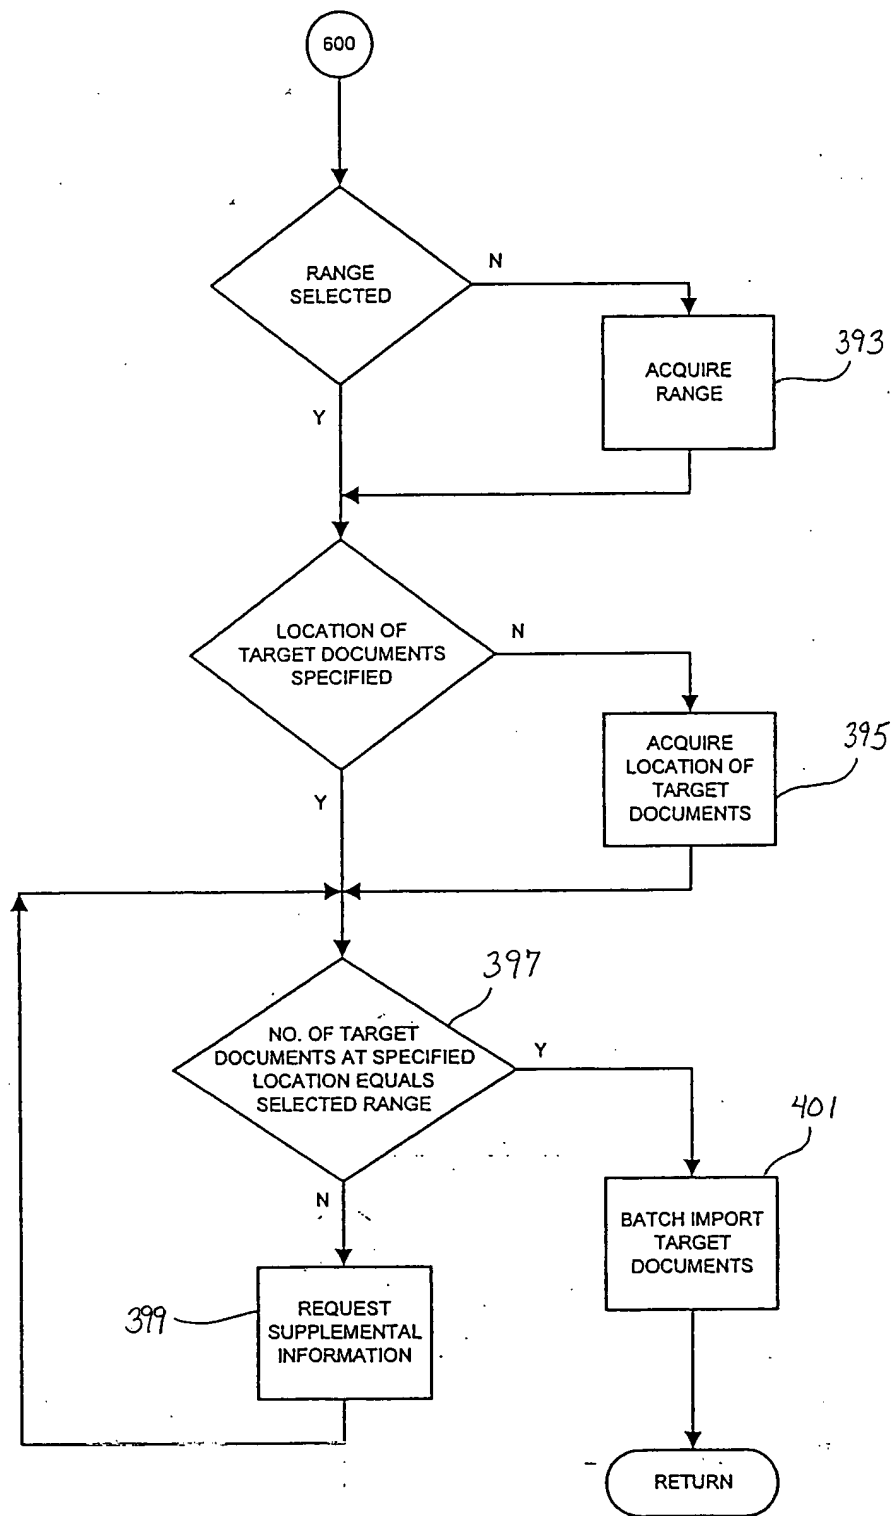 600
RANGE
SELECTED
N
Y
ACQUIRE
RANGE
393
LOCATION OF
TARGET DOCUMENTS
SPECIFIED
N
Y
ACQUIRE
LOCATION OF
TARGET
DOCUMENTS
395
397
NO. OF TARGET
DOCUMENTS AT SPECIFIED
LOCATION EQUALS
SELECTED RANGE
Y
N
401
BATCH IMPORT
TARGET
DOCUMENTS
399
REQUEST
SUPPLEMENTAL
INFORMATION
RETURN